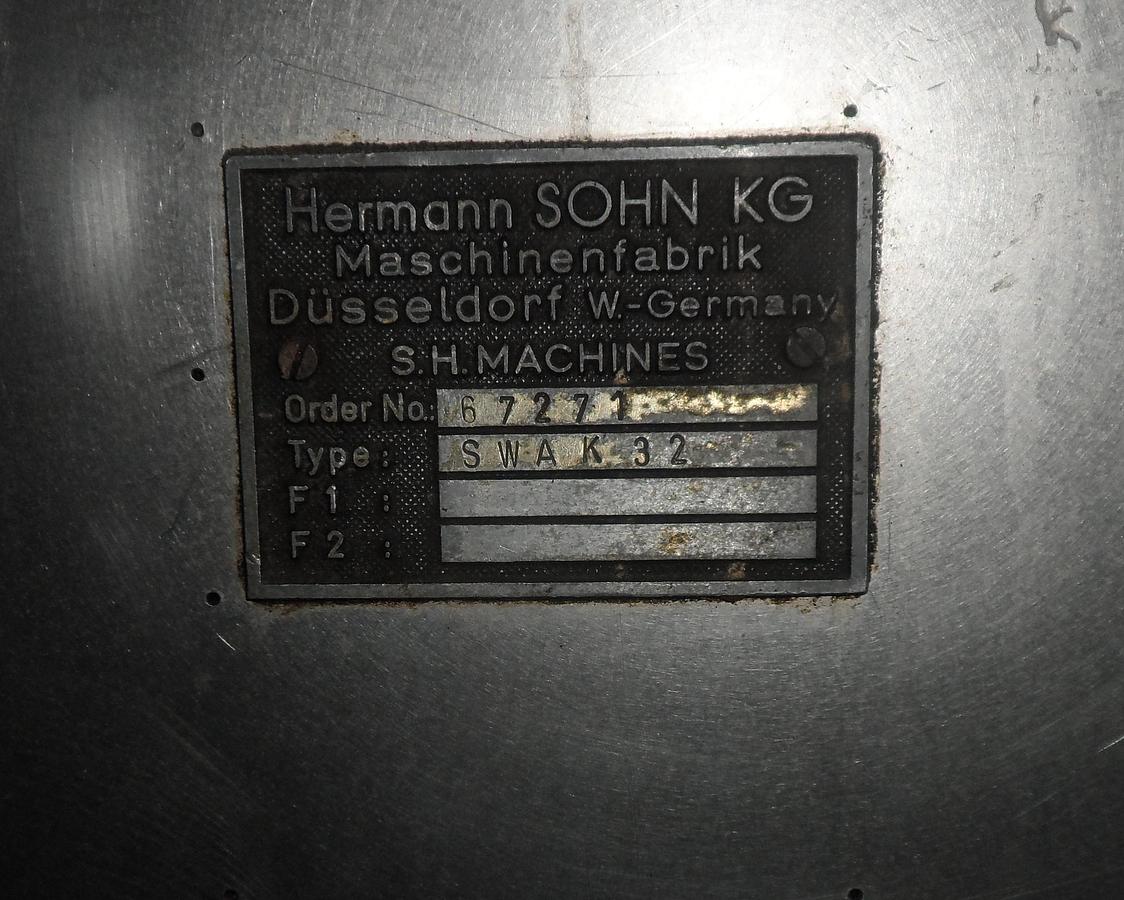 Hermann SOHN KG
Maschinenfabrik
Düsseldorf W.-Germany
S.H. MACHINES
Order No.: 67271
Type: SWAK 32
F1 :
F2 :